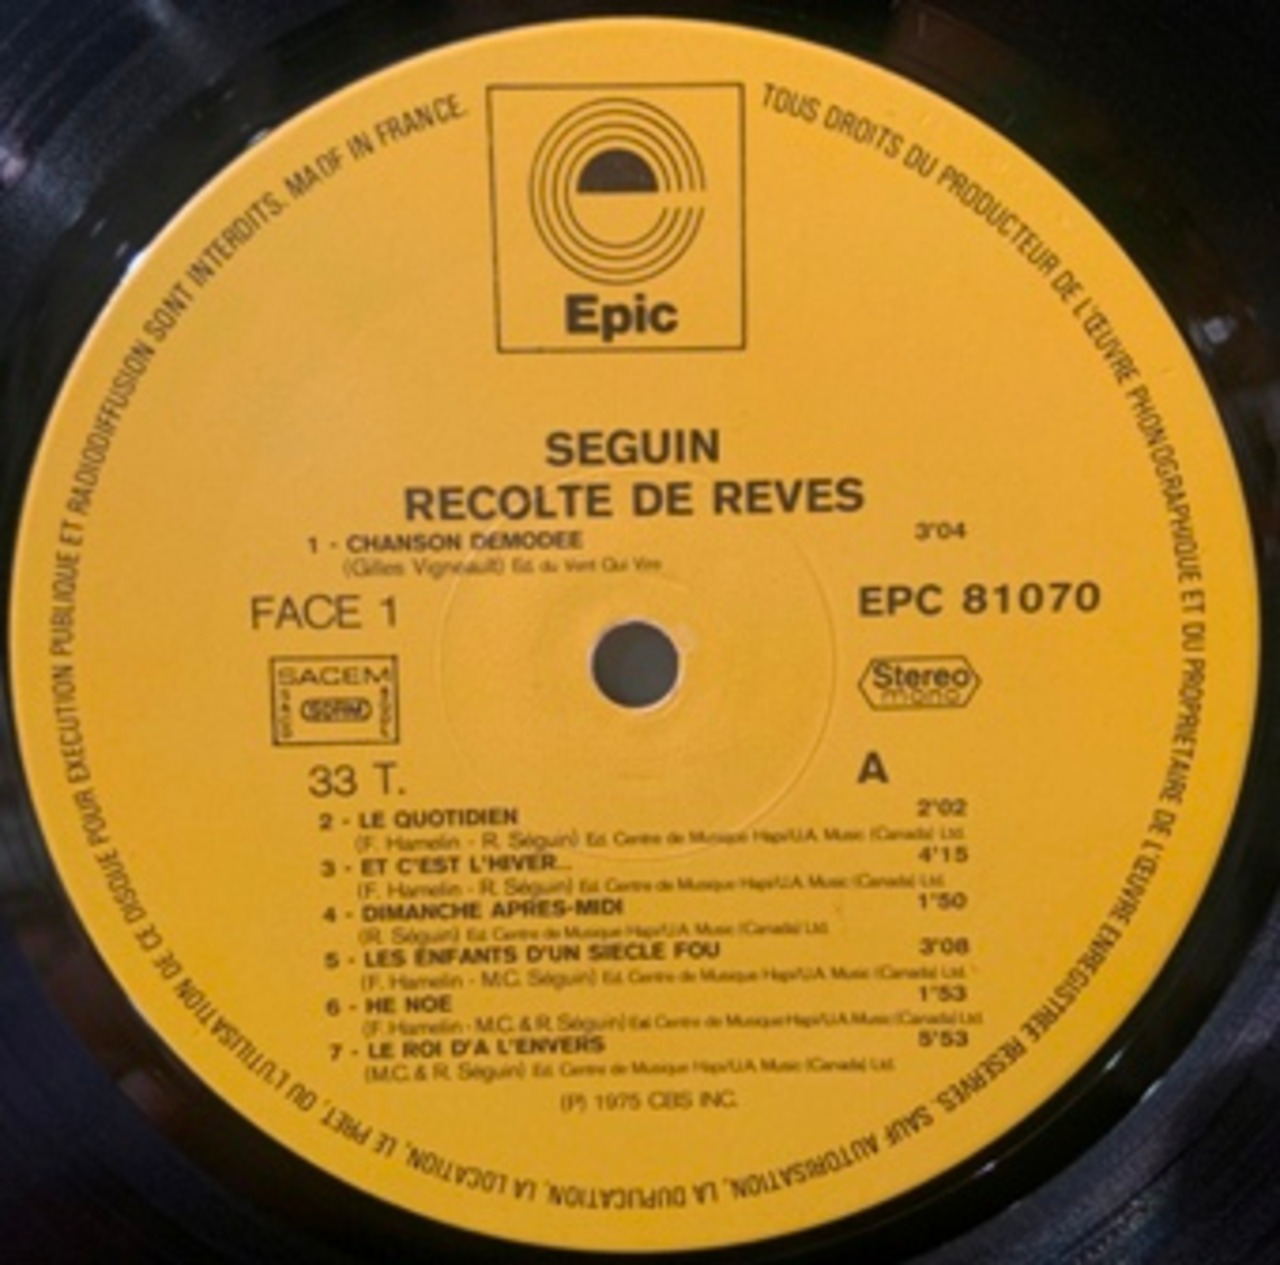 TOUS DROITS DU PRODUCTEUR DE L'ŒUVRE PHONOGRAPHIQUE ET DU PROPRIETAIRE DE L'ŒUVRE ENREGISTREE RESERVES. SAUF AUTORISATION, LA DUPLICATION, LA LOCATION, LE PRET, OU L'UTILISATION DE CE DISQUE POUR EXECUTION PUBLIQUE ET RADIODIFFUSION SONT INTERDITS. MADE IN FRANCE.
Epic
SEGUIN
RECOLTE DE REVES
1 - CHANSON DEMODEE 3'04
(Gilles Vigneault) Ed. du Vent Qui Vire
FACE 1
EPC 81070
SACEM
SDRM
Stereo
mono
33 T.
A
2 - LE QUOTIDIEN 2'02
(F. Hamelin - R. Séguin) Ed. Centre de Musique Hapi/U.A. Music (Canada) Ltd.
3 - ET C'EST L'HIVER... 4'15
(F. Hamelin - R. Séguin) Ed. Centre de Musique Hapi/U.A. Music (Canada) Ltd.
4 - DIMANCHE APRES-MIDI 1'50
(R. Séguin) Ed. Centre de Musique Hapi/U.A. Music (Canada) Ltd.
5 - LES ENFANTS D'UN SIECLE FOU 3'08
(F. Hamelin - M.C. Séguin) Ed. Centre de Musique Hapi/U.A. Music (Canada) Ltd.
6 - HE NOE 1'53
(F. Hamelin - M.C. & R. Séguin) Ed. Centre de Musique Hapi/U.A. Music (Canada) Ltd.
7 - LE ROI D'A L'ENVERS 5'53
(M.C. & R. Séguin) Ed. Centre de Musique Hapi/U.A. Music (Canada) Ltd.
(P) 1975 CBS INC.